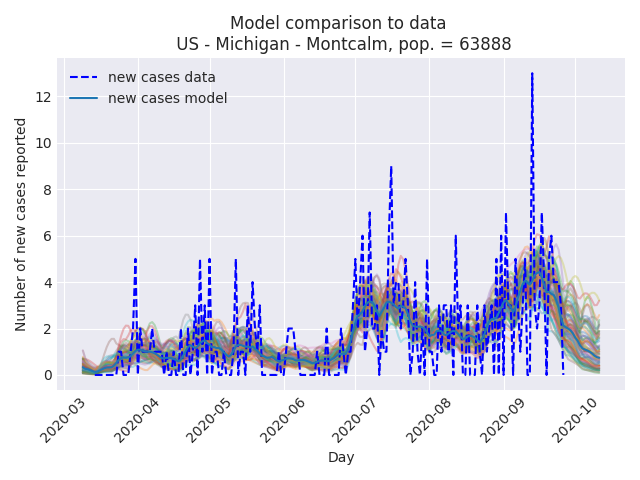 Model comparison to data
US - Michigan - Montcalm, pop. = 63888
new cases data
new cases model
Number of new cases reported
12
10
8
6
4
2
0
2020-03
2020-04
2020-05
2020-06
2020-07
2020-08
2020-09
2020-10
Day